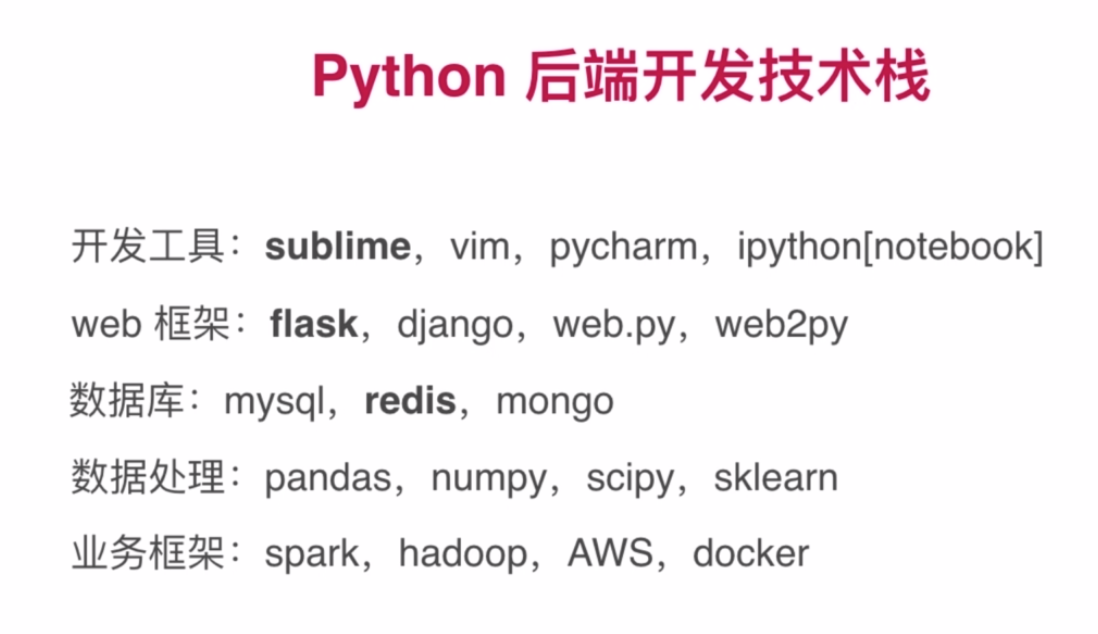 Python 后端开发技术栈
开发工具：sublime，vim，pycharm，ipython[notebook]
web 框架：flask，django，web.py，web2py
数据库：mysql，redis，mongo
数据处理：pandas，numpy，scipy，sklearn
业务框架：spark，hadoop，AWS，docker